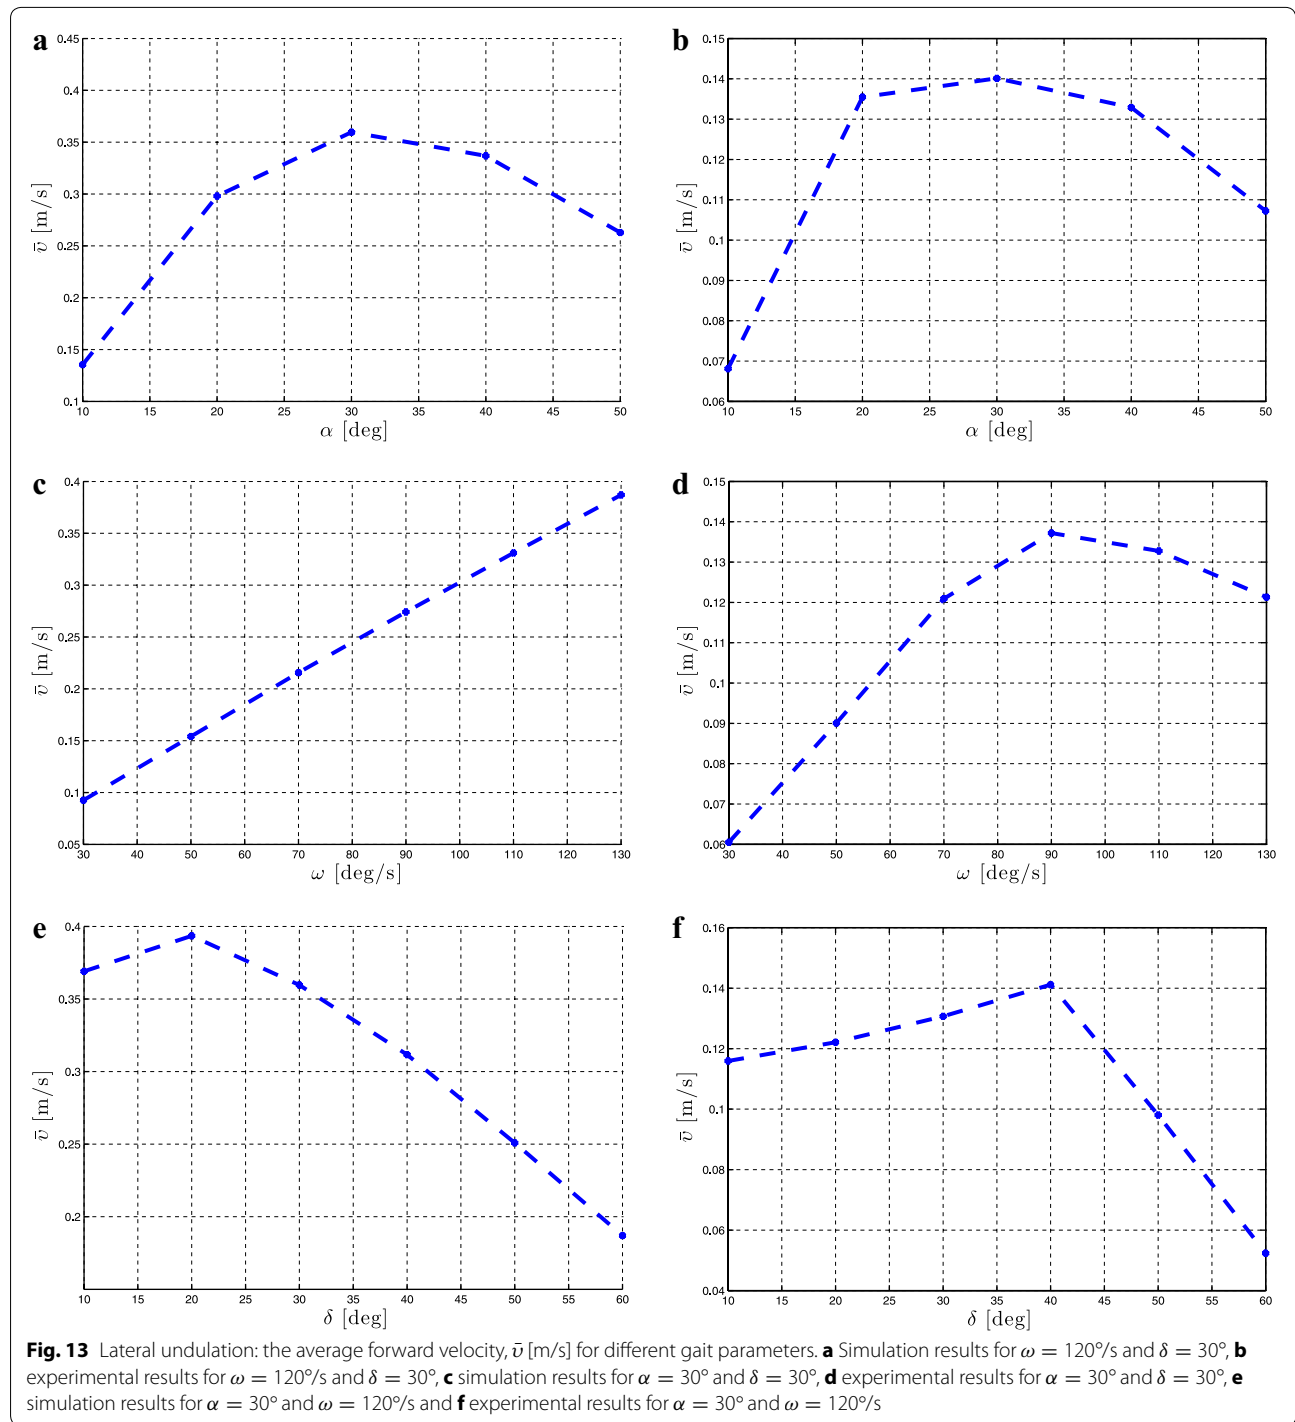 a
0.45
0.4
0.35
0.3
0.25
0.2
0.15
0.1
v̄ [m/s]
10 15 20 25 30 35 40 45 50
α [deg]
b
0.15
0.14
0.13
0.12
0.11
0.1
0.09
0.08
0.07
0.06
v̄ [m/s]
10 15 20 25 30 35 40 45 50
α [deg]
c
0.4
0.35
0.3
0.25
0.2
0.15
0.1
0.05
v̄ [m/s]
30 40 50 60 70 80 90 100 110 120 130
ω [deg/s]
d
0.15
0.14
0.13
0.12
0.11
0.1
0.09
0.08
0.07
0.06
v̄ [m/s]
30 40 50 60 70 80 90 100 110 120 130
ω [deg/s]
e
0.4
0.35
0.3
0.25
0.2
v̄ [m/s]
10 15 20 25 30 35 40 45 50 55 60
δ [deg]
f
0.16
0.14
0.12
0.1
0.08
0.06
0.04
v̄ [m/s]
10 15 20 25 30 35 40 45 50 55 60
δ [deg]
Fig. 13 Lateral undulation: the average forward velocity, v̄ [m/s] for different gait parameters. a Simulation results for ω = 120°/s and δ = 30°, b
experimental results for ω = 120°/s and δ = 30°, c simulation results for α = 30° and δ = 30°, d experimental results for α = 30° and δ = 30°, e
simulation results for α = 30° and ω = 120°/s and f experimental results for α = 30° and ω = 120°/s